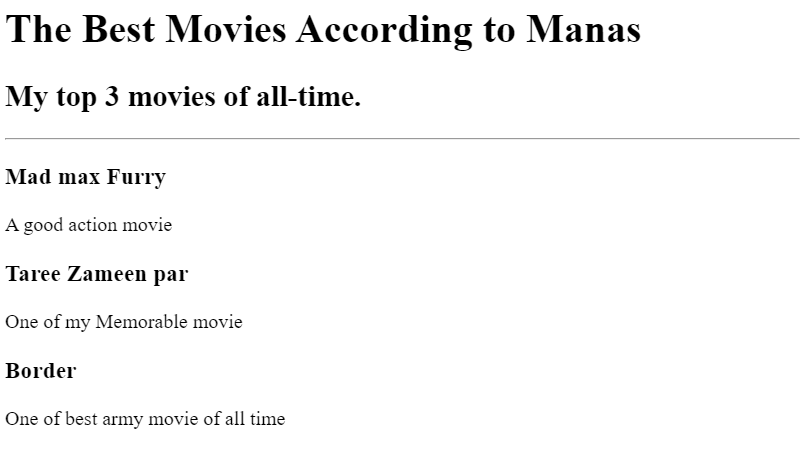 The Best Movies According to Manas
My top 3 movies of all-time.
Mad max Furry
A good action movie
Taree Zameen par
One of my Memorable movie
Border
One of best army movie of all time